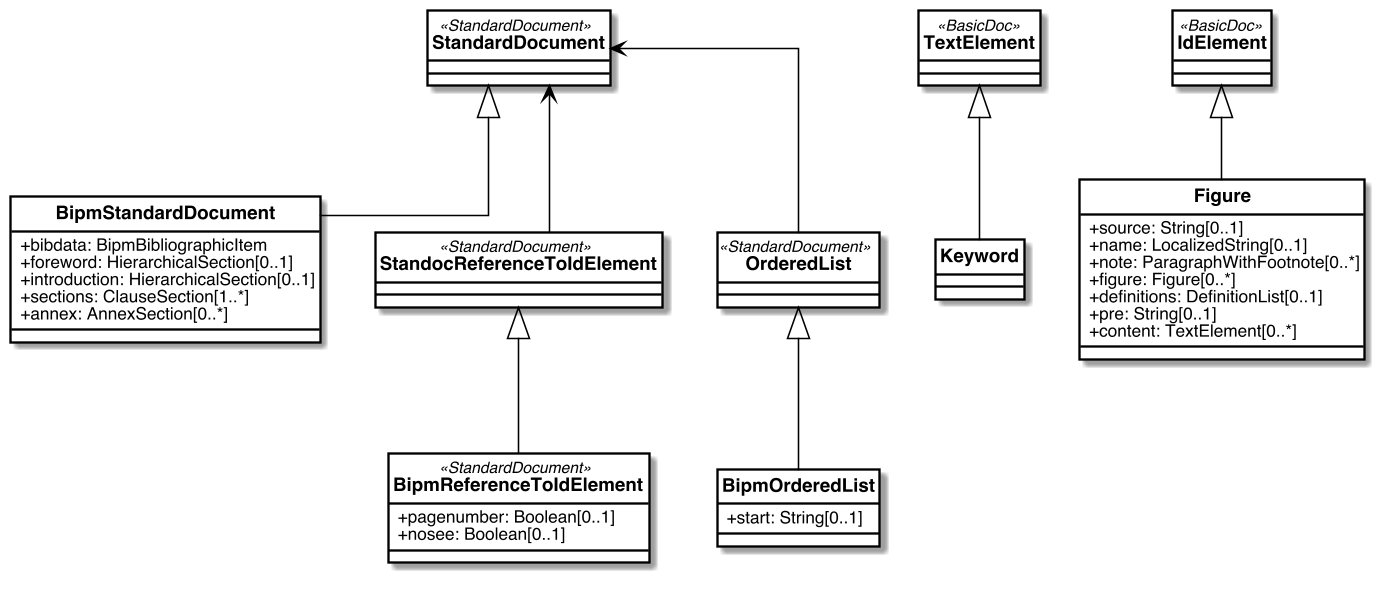 «StandardDocument»
StandardDocument
«BasicDoc»
TextElement
«BasicDoc»
IdElement
BipmStandardDocument
+bibdata: BipmBibliographicItem
+foreword: HierarchicalSection[0..1]
+introduction: HierarchicalSection[0..1]
+sections: ClauseSection[1..*]
+annex: AnnexSection[0..*]
«StandardDocument»
StandocReferenceToIdElement
«StandardDocument»
OrderedList
Keyword
Figure
+source: String[0..1]
+name: LocalizedString[0..1]
+note: ParagraphWithFootnote[0..*]
+figure: Figure[0..*]
+definitions: DefinitionList[0..1]
+pre: String[0..1]
+content: TextElement[0..*]
«StandardDocument»
BipmReferenceToIdElement
+pagenumber: Boolean[0..1]
+nosee: Boolean[0..1]
BipmOrderedList
+start: String[0..1]